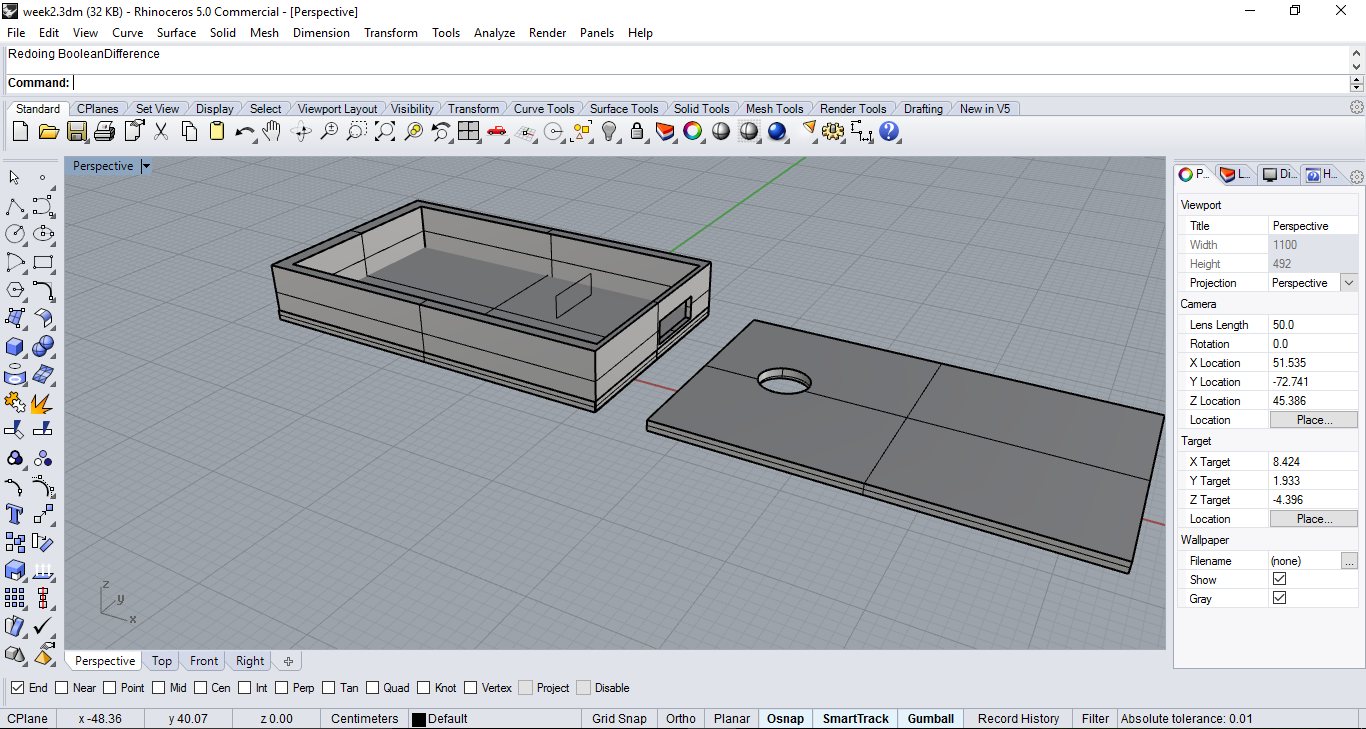 week2.3dm (32 KB) - Rhinoceros 5.0 Commercial - [Perspective]
File Edit View Curve Surface Solid Mesh Dimension Transform Tools Analyze Render Panels Help
Redoing BooleanDifference
Command:
Standard CPlanes Set View Display Select Viewport Layout Visibility Transform Curve Tools Surface Tools Solid Tools Mesh Tools Render Tools Drafting New in V5
Perspective
P... L... Di... H...
Viewport
Title Perspective
Width 1100
Height 492
Projection Perspective
Camera
Lens Length 50.0
Rotation 0.0
X Location 51.535
Y Location -72.741
Z Location 45.386
Location Place...
Target
X Target 8.424
Y Target 1.933
Z Target -4.396
Location Place...
Wallpaper
Filename (none) ...
Show
Gray
z
y
x
Perspective Top Front Right
End Near Point Mid Cen Int Perp Tan Quad Knot Vertex Project Disable
CPlane x -48.36 y 40.07 z 0.00 Centimeters Default Grid Snap Ortho Planar Osnap SmartTrack Gumball Record History Filter Absolute tolerance: 0.01